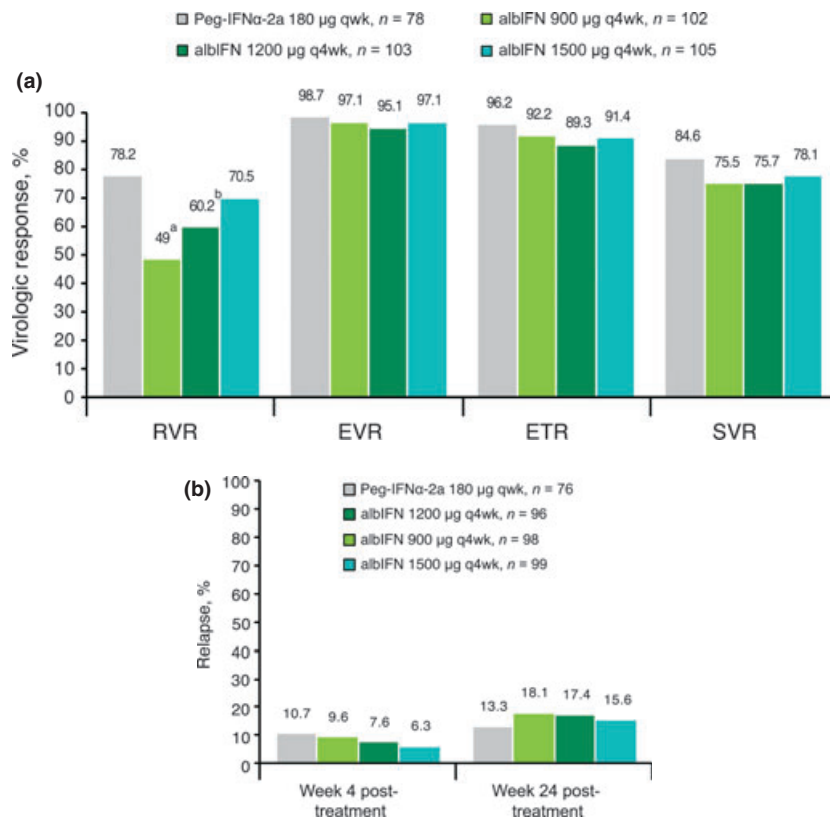 Peg-IFNα-2a 180 µg qwk, n = 78
albIFN 900 µg q4wk, n = 102
albIFN 1200 µg q4wk, n = 103
albIFN 1500 µg q4wk, n = 105
(a)
Virologic response, %
100
90
80
70
60
50
40
30
20
10
0
78.2
49a
60.2b
70.5
98.7
97.1
95.1
97.1
96.2
92.2
89.3
91.4
84.6
75.5
75.7
78.1
RVR
EVR
ETR
SVR
(b)
Peg-IFNα-2a 180 µg qwk, n = 76
albIFN 1200 µg q4wk, n = 96
albIFN 900 µg q4wk, n = 98
albIFN 1500 µg q4wk, n = 99
Relapse, %
100
90
80
70
60
50
40
30
20
10
0
10.7
9.6
7.6
6.3
13.3
18.1
17.4
15.6
Week 4 post-
treatment
Week 24 post-
treatment